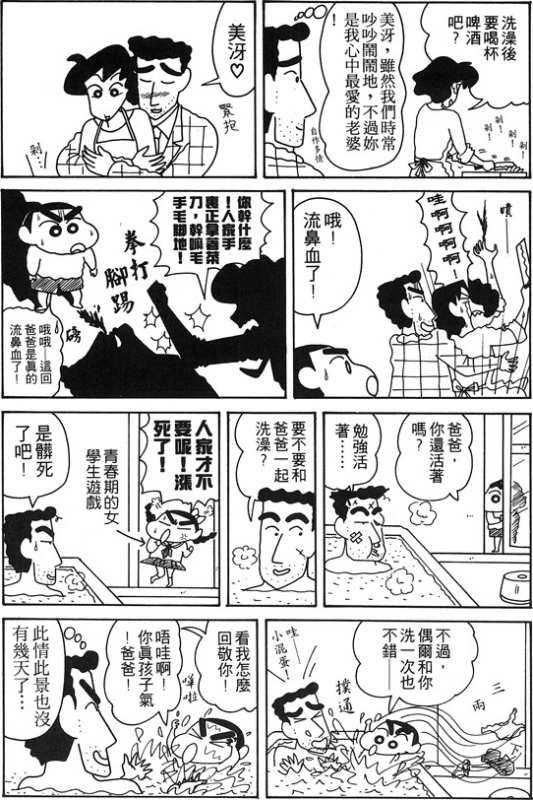 洗澡後
要喝杯
啤酒
吧？
剁！
剁！
剁！
剁！
美冴，雖然我們時常
吵吵鬧鬧地，不過妳
是我心中最愛的老婆
！
自作多情
美冴♡
緊抱
剁…
噴
哇啊啊啊啊！
哦！
流鼻血了！
你幹什麼
！人家手
裏正拿着菜
刀，幹嘛毛
手毛腳地！
拳打
腳踢
磅
哦哦…這回
爸爸是真的
流鼻血了！
爸爸，
你還活著
嗎？
勉強活
著……
要不要和
爸爸一起
洗澡？
人家才不
要呢！漲
死了！
青春期的女
學生遊戲
是髒死
了吧！
不過，
偶爾和你
洗一次也
不錯—
三
兩
撲通
哇—
小混蛋！
看我怎麼
回敬你！
嘩啦
唔哇啊！
你真孩子氣
！爸爸！
此情此景也沒
有幾天了…